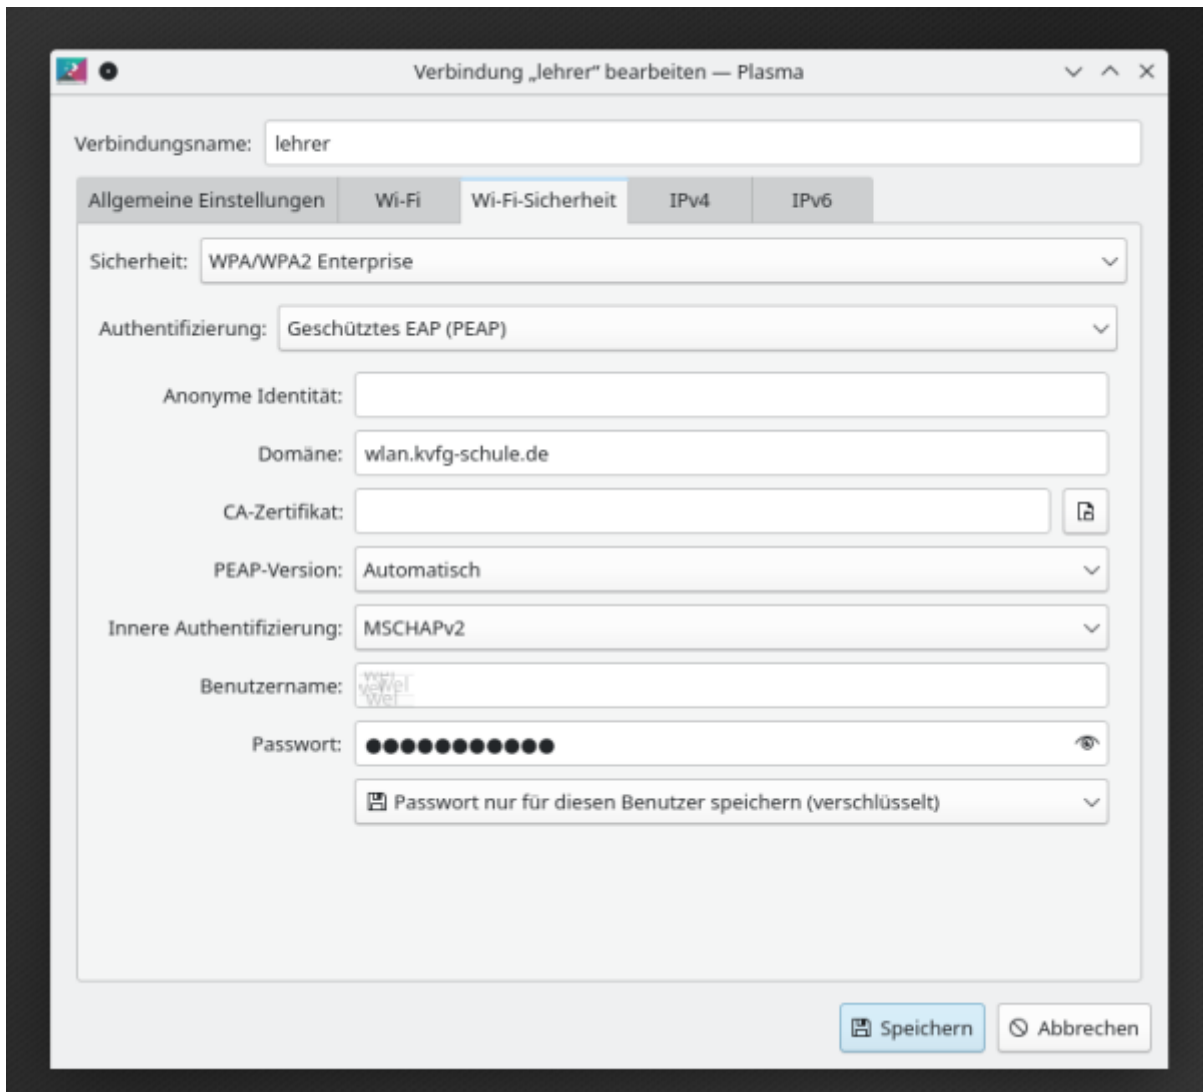 Verbindung „lehrer“ bearbeiten — Plasma
Verbindungsname: lehrer
Allgemeine Einstellungen Wi-Fi Wi-Fi-Sicherheit IPv4 IPv6
Sicherheit: WPA/WPA2 Enterprise
Authentifizierung: Geschütztes EAP (PEAP)
Anonyme Identität:
Domäne: wlan.kvfg-schule.de
CA-Zertifikat:
PEAP-Version: Automatisch
Innere Authentifizierung: MSCHAPv2
Benutzername:
Passwort: ●●●●●●●●●●●
Passwort nur für diesen Benutzer speichern (verschlüsselt)
Speichern Abbrechen